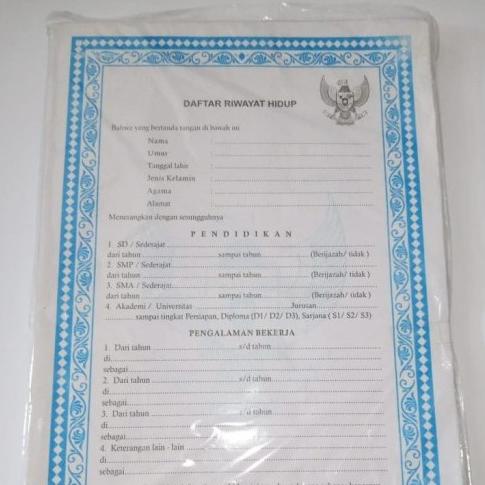 DAFTAR RIWAYAT HIDUP
Bahwa yang bertanda tangan di bawah ini
Nama :
Umur :
Tanggal lahir :
Jenis Kelamin :
Agama :
Alamat :
Menerangkan dengan sesungguhnya
PENDIDIKAN
1 SD / Sederajat
dari tahun sampai tahun (Berijazah/ tidak )
2. SMP / Sederajat
dari tahun sampai tahun (Berijazah/ tidak )
3. SMA / Sederajat
dari tahun sampai tahun (Berijazah/ tidak )
4. Akademi / Universitas Jurusan
sampai tingkat Persiapan, Diploma (D1/ D2/ D3), Sarjana ( S1/ S2/ S3)
PENGALAMAN BEKERJA
1. Dari tahun s/d tahun
di
sebagai
2. Dari tahun s/d tahun
di
sebagai
3. Dari tahun s/d tahun
di
sebagai
4. Keterangan lain - lain
di
sebagai